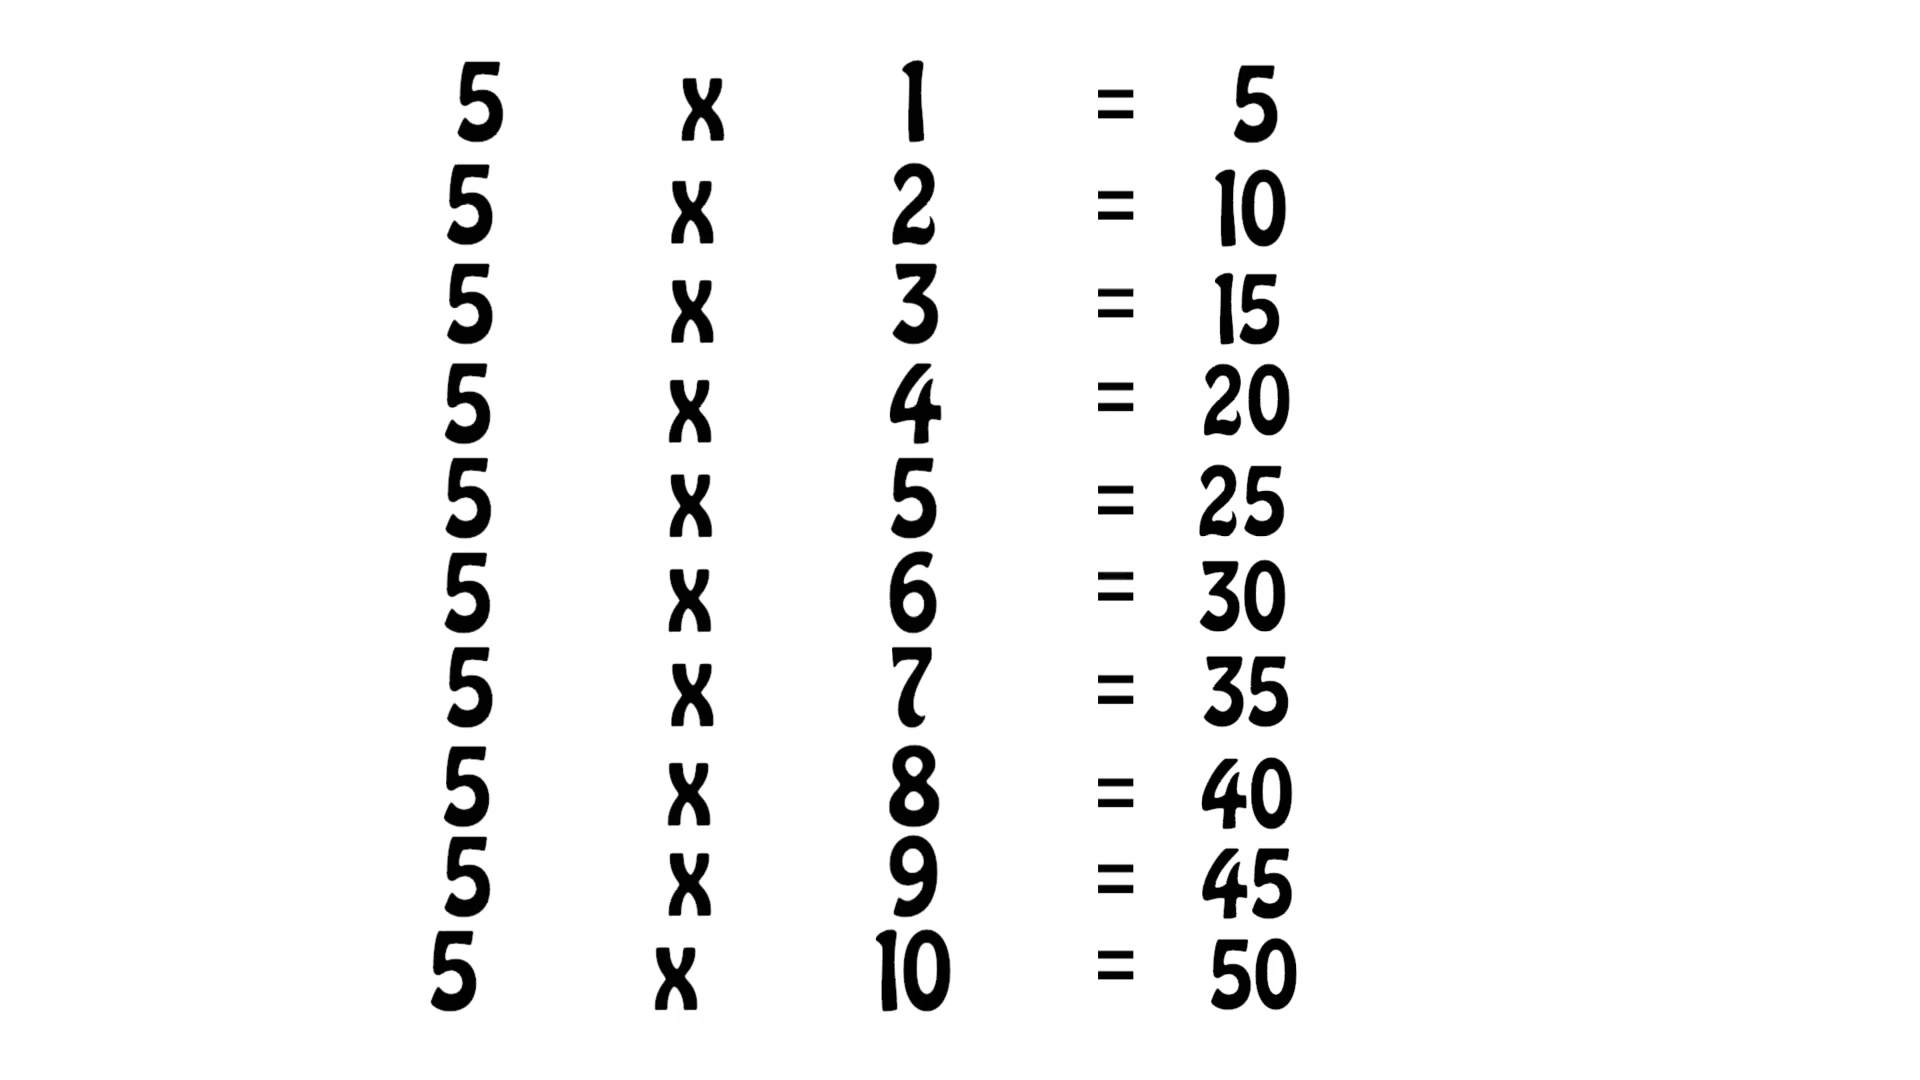 5 x 1 = 5
5 x 2 = 10
5 x 3 = 15
5 x 4 = 20
5 x 5 = 25
5 x 6 = 30
5 x 7 = 35
5 x 8 = 40
5 x 9 = 45
5 x 10 = 50